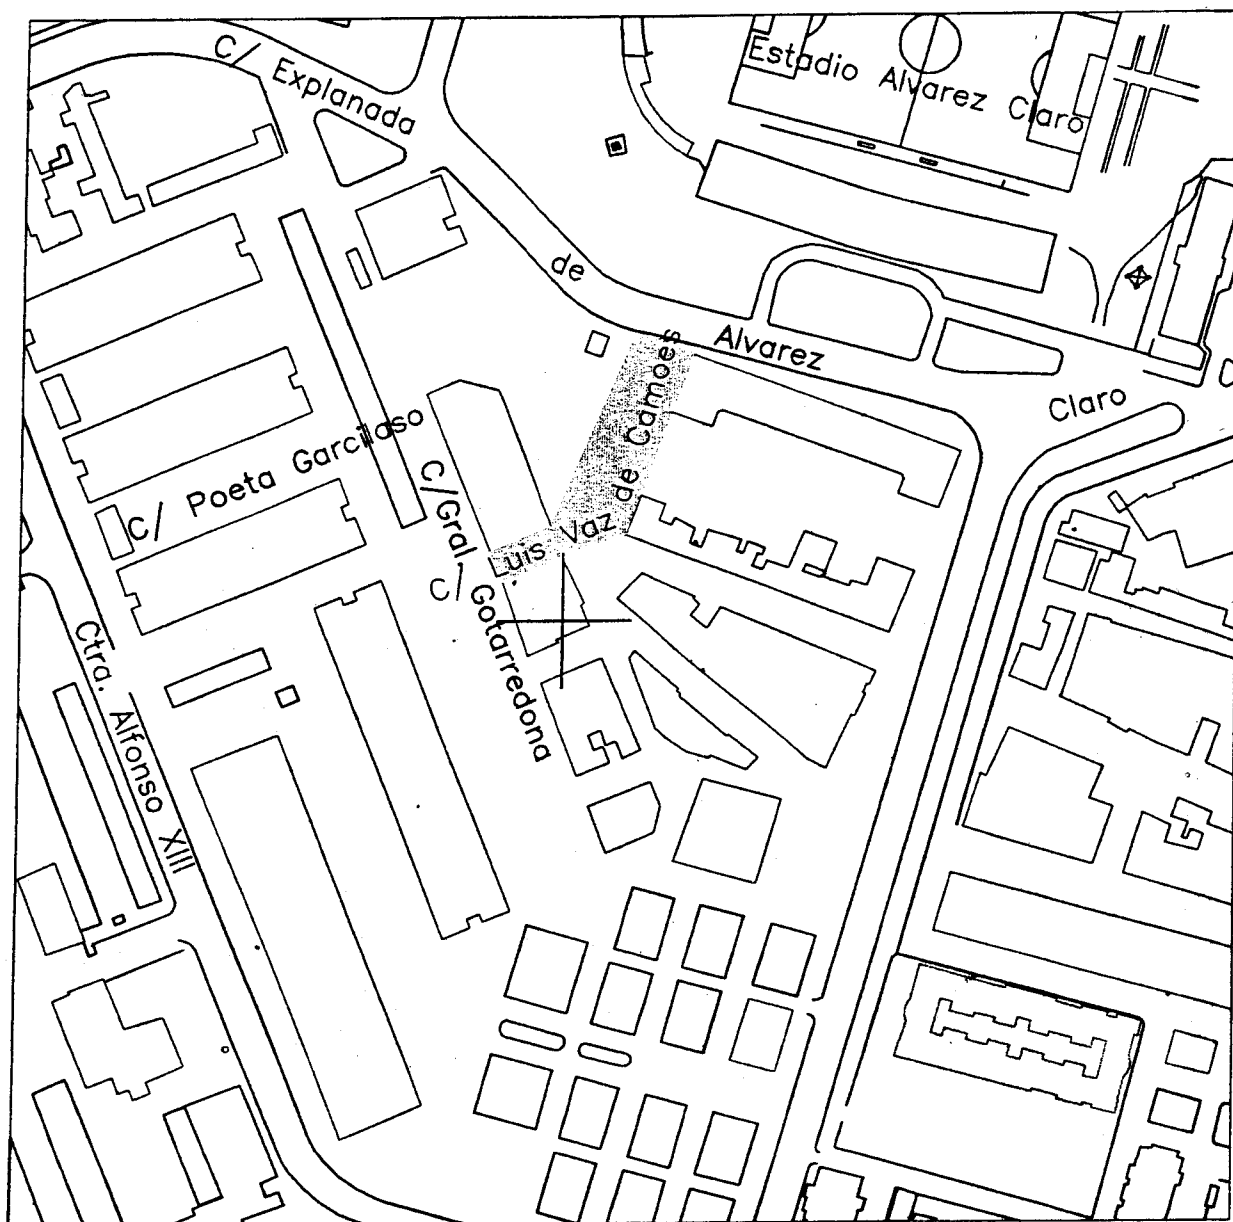 C/ Explanada de Alvarez Claro
Estadio Alvarez Claro
C/ Poeta Garcilaso
C/Gral. Gotarredona
C/ Luis Vaz de Camoes
Ctra. Alfonso XIII